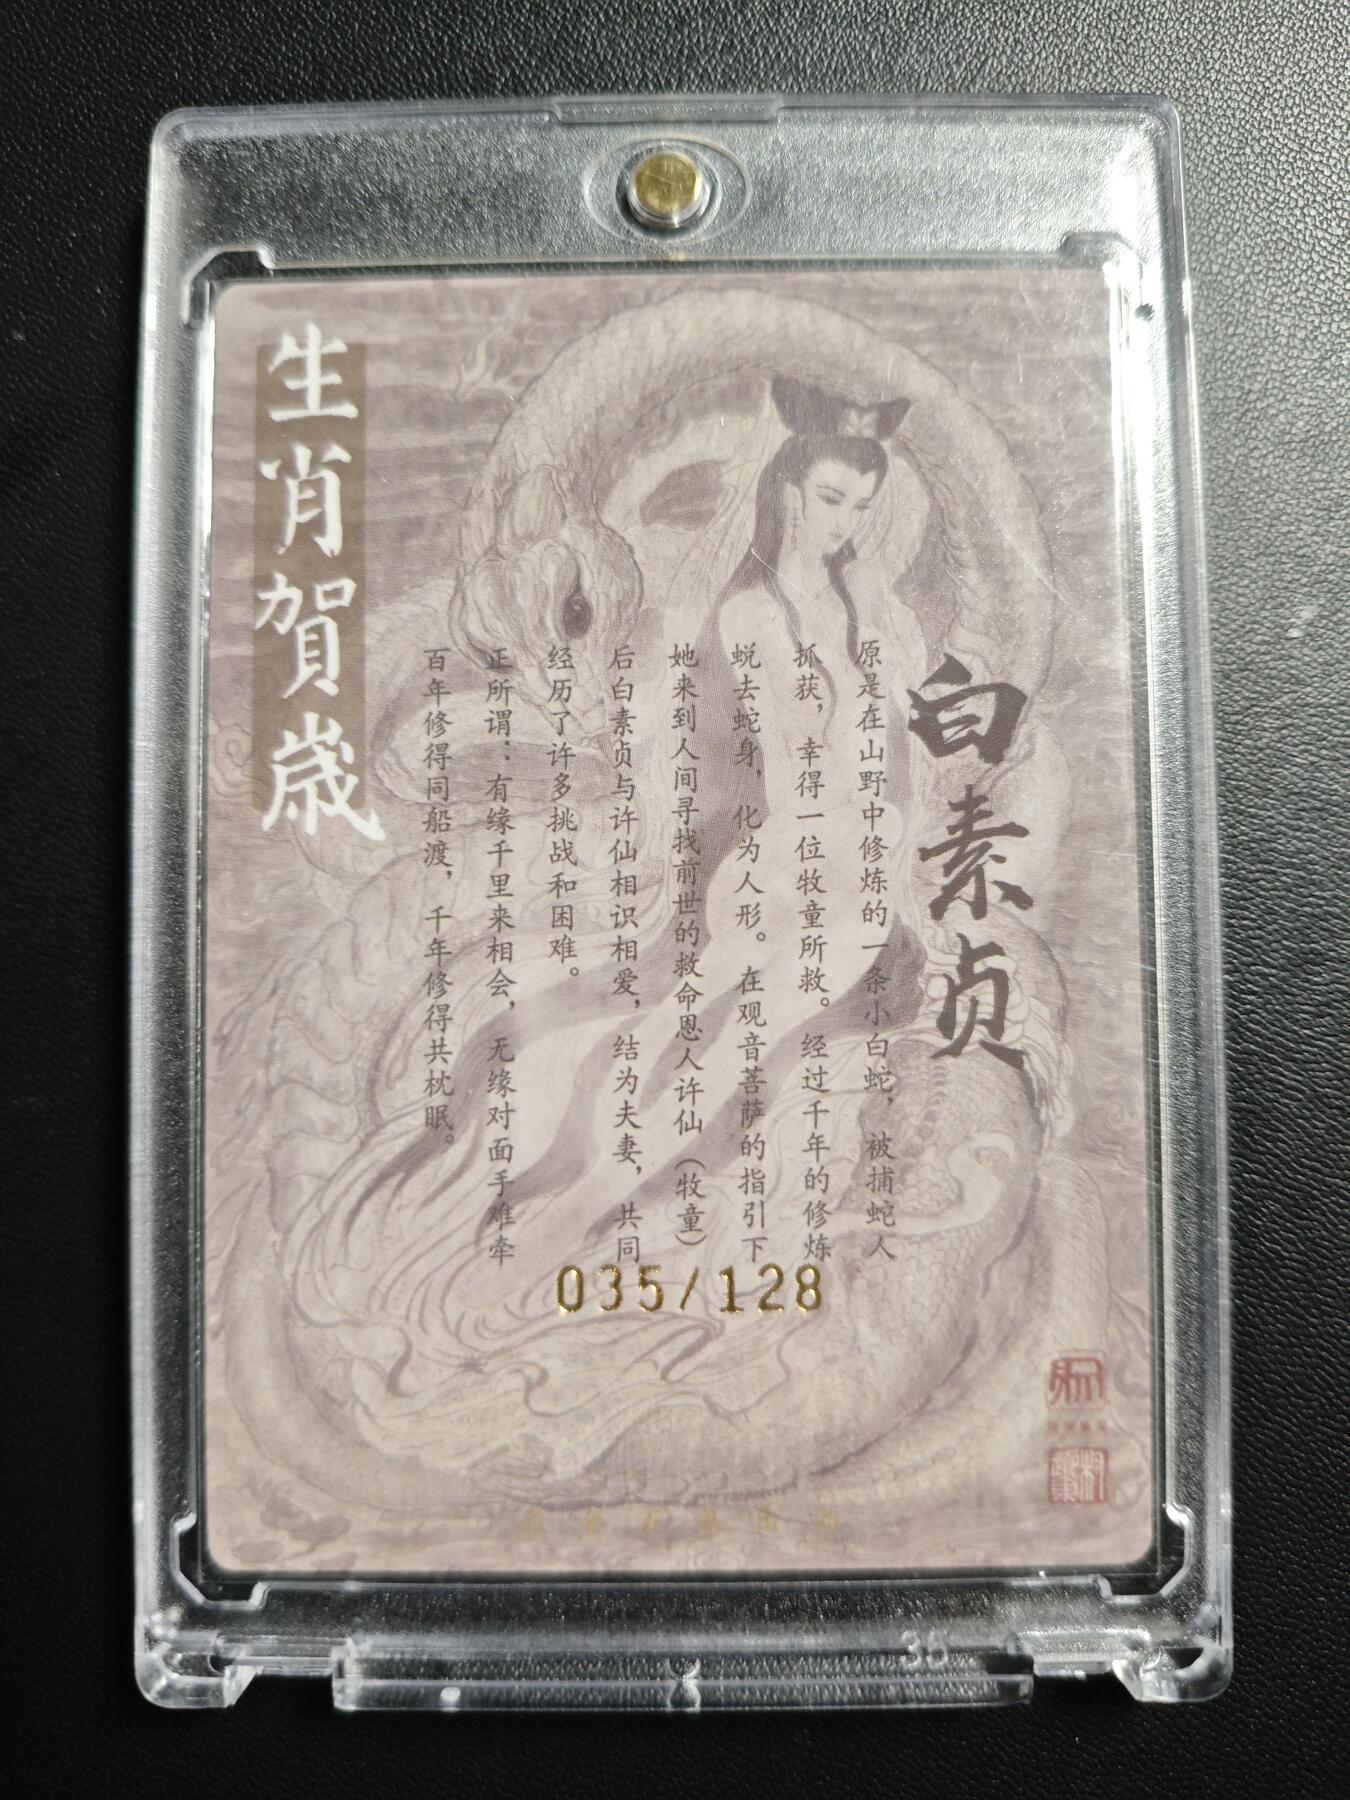 白素贞
原是在山野中修炼的一条小白蛇，被捕蛇人
抓获，幸得一位牧童所救。经过千年的修炼
蜕去蛇身，化为人形。在观音菩萨的指引下
她来到人间寻找前世的救命恩人许仙（牧童）
后白素贞与许仙相识相爱，结为夫妻，共同
经历了许多挑战和困难。
正所谓：有缘千里来相会，无缘对面手难牵
百年修得同船渡，千年修得共枕眠。
生肖賀歲
035/128
36